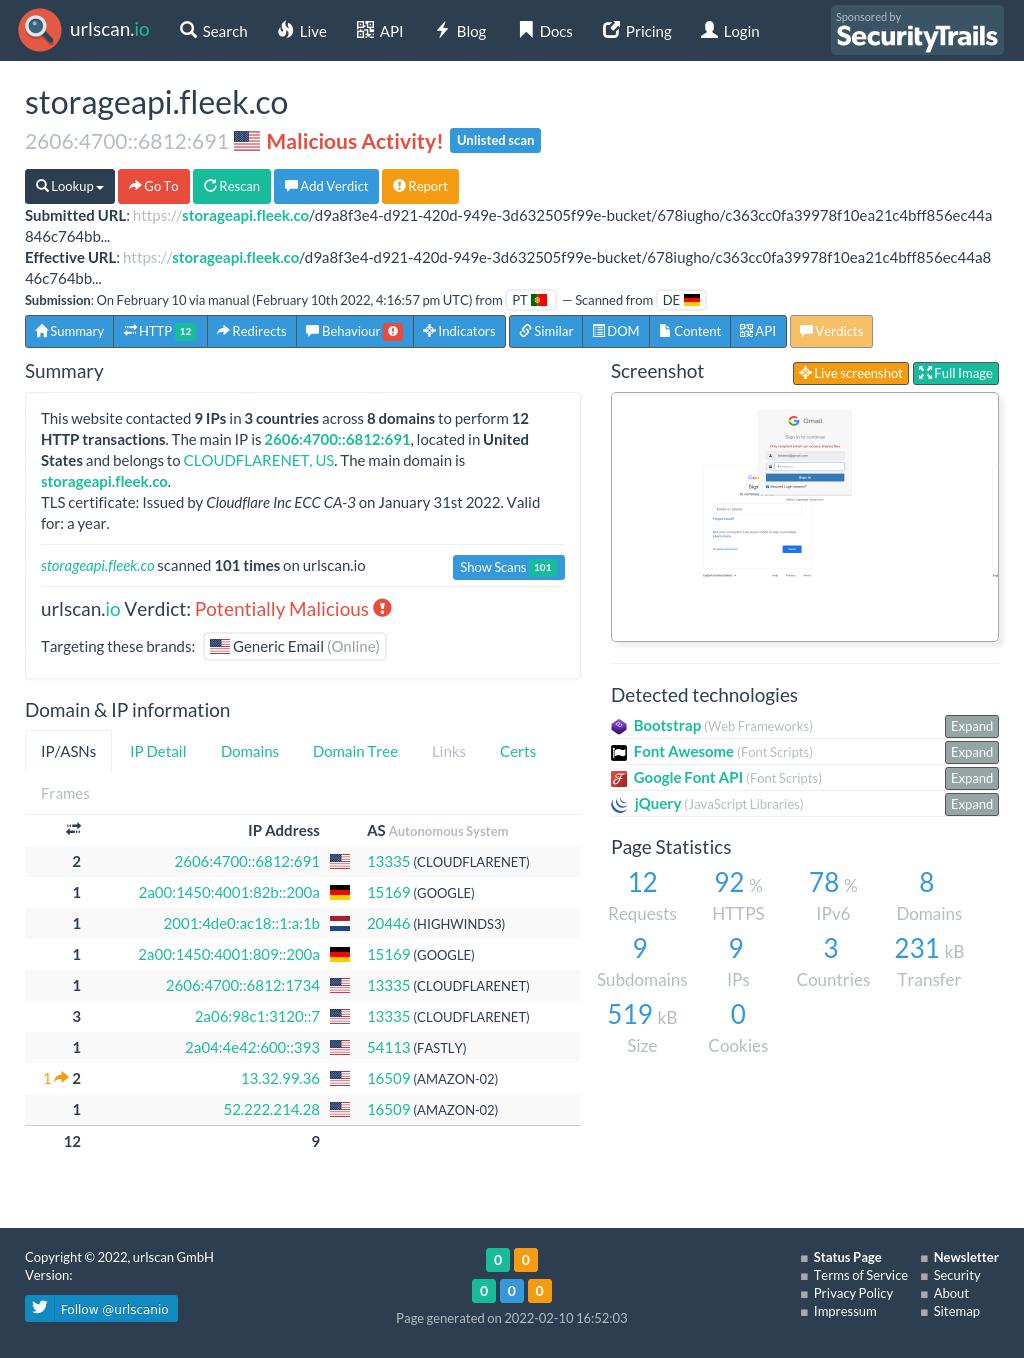 urlscan.io
Search
Live
API
Blog
Docs
Pricing
Login
Sponsored by
SecurityTrails
storageapi.fleek.co
2606:4700::6812:691 Malicious Activity! Unlisted scan
Lookup Go To Rescan Add Verdict Report
Submitted URL: https://storageapi.fleek.co/d9a8f3e4-d921-420d-949e-3d632505f99e-bucket/678iugho/c363cc0fa39978f10ea21c4bff856ec44a
846c764bb...
Effective URL: https://storageapi.fleek.co/d9a8f3e4-d921-420d-949e-3d632505f99e-bucket/678iugho/c363cc0fa39978f10ea21c4bff856ec44a8
46c764bb...
Submission: On February 10 via manual (February 10th 2022, 4:16:57 pm UTC) from PT — Scanned from DE
Summary HTTP 12 Redirects Behaviour Indicators Similar DOM Content API Verdicts
Summary
This website contacted 9 IPs in 3 countries across 8 domains to perform 12
HTTP transactions. The main IP is 2606:4700::6812:691, located in United
States and belongs to CLOUDFLARENET, US. The main domain is
storageapi.fleek.co.
TLS certificate: Issued by Cloudflare Inc ECC CA-3 on January 31st 2022. Valid
for: a year.
storageapi.fleek.co scanned 101 times on urlscan.io Show Scans 101
urlscan.io Verdict: Potentially Malicious
Targeting these brands: Generic Email (Online)
Domain & IP information
IP/ASNs IP Detail Domains Domain Tree Links Certs
Frames
IP Address AS Autonomous System
2 2606:4700::6812:691 13335 (CLOUDFLARENET)
1 2a00:1450:4001:82b::200a 15169 (GOOGLE)
1 2001:4de0:ac18::1:a:1b 20446 (HIGHWINDS3)
1 2a00:1450:4001:809::200a 15169 (GOOGLE)
1 2606:4700::6812:1734 13335 (CLOUDFLARENET)
3 2a06:98c1:3120::7 13335 (CLOUDFLARENET)
1 2a04:4e42:600::393 54113 (FASTLY)
1 2 13.32.99.36 16509 (AMAZON-02)
1 52.222.214.28 16509 (AMAZON-02)
12 9
Screenshot Live screenshot Full Image
Gmail
Sign in to continue
Detected technologies
Bootstrap (Web Frameworks) Expand
Font Awesome (Font Scripts) Expand
Google Font API (Font Scripts) Expand
jQuery (JavaScript Libraries) Expand
Page Statistics
12 92 % 78 % 8
Requests HTTPS IPv6 Domains
9 9 3 231 kB
Subdomains IPs Countries Transfer
519 kB 0
Size Cookies
Copyright © 2022, urlscan GmbH
Version:
Follow @urlscanio
0 0
0 0 0
Page generated on 2022-02-10 16:52:03
Status Page
Terms of Service
Privacy Policy
Impressum
Newsletter
Security
About
Sitemap